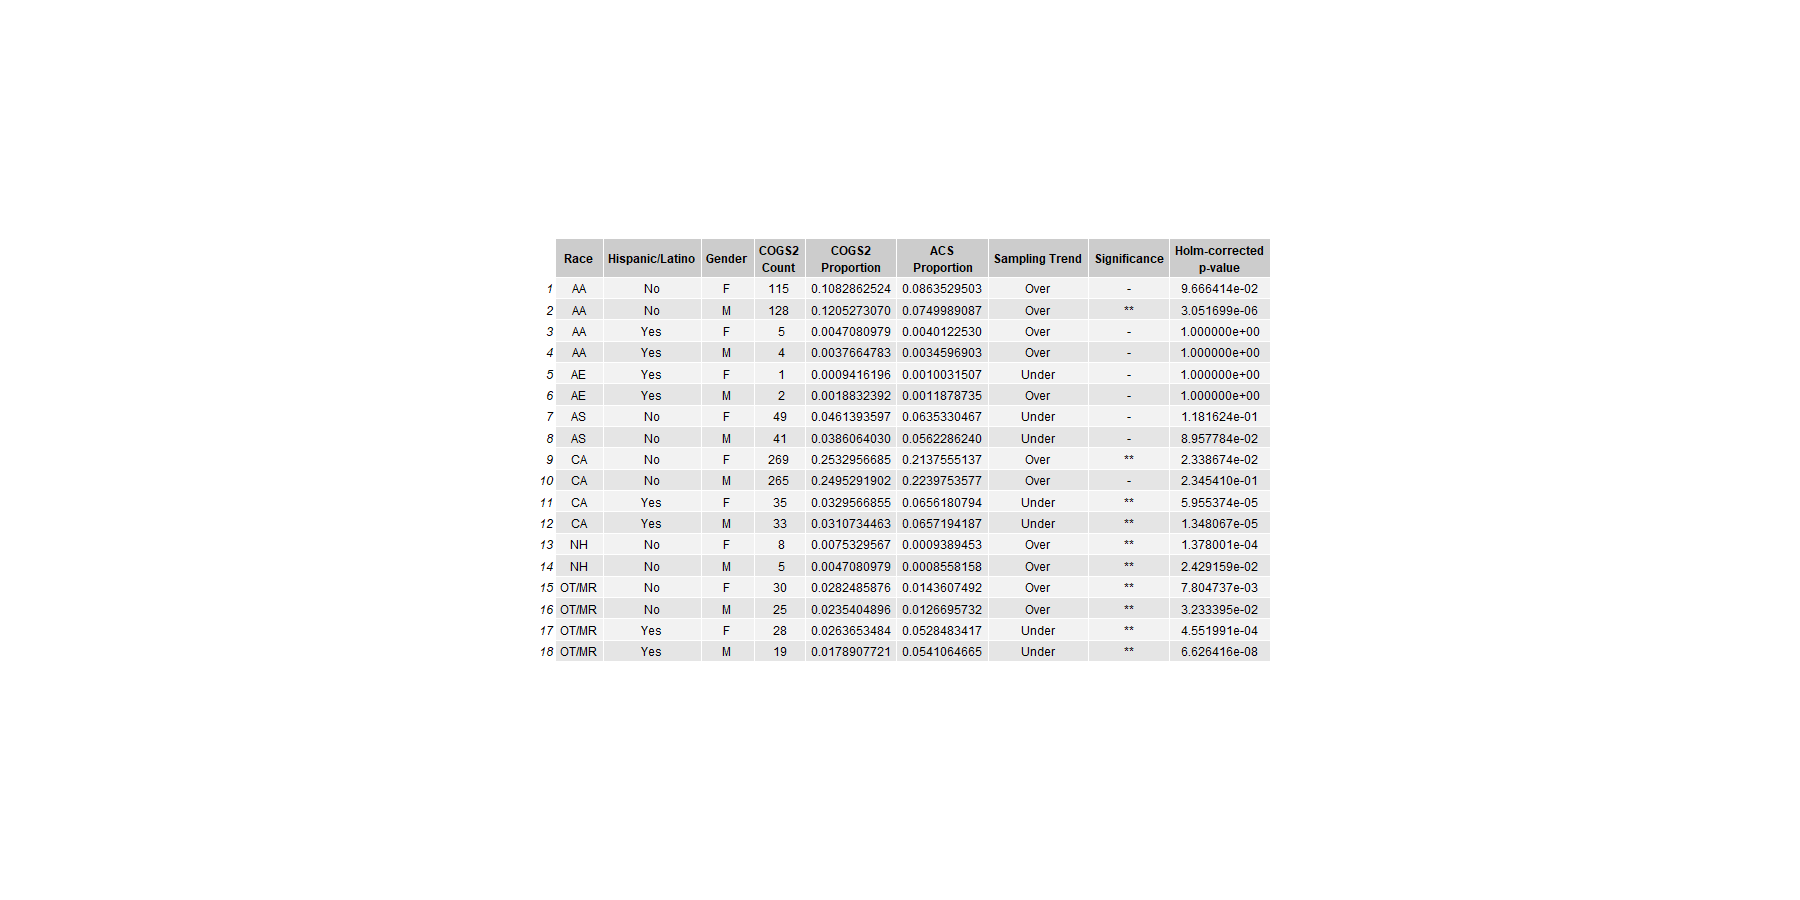 Race Hispanic/Latino Gender COGS2 Count COGS2 Proportion ACS Proportion Sampling Trend Significance Holm-corrected p-value
1 AA No F 115 0.1082862524 0.0863529503 Over - 9.666414e-02
2 AA No M 128 0.1205273070 0.0749989087 Over ** 3.051699e-06
3 AA Yes F 5 0.0047080979 0.0040122530 Over - 1.000000e+00
4 AA Yes M 4 0.0037664783 0.0034596903 Over - 1.000000e+00
5 AE Yes F 1 0.0009416196 0.0010031507 Under - 1.000000e+00
6 AE Yes M 2 0.0018832392 0.0011878735 Over - 1.000000e+00
7 AS No F 49 0.0461393597 0.0635330467 Under - 1.181624e-01
8 AS No M 41 0.0386064030 0.0562286240 Under - 8.957784e-02
9 CA No F 269 0.2532956685 0.2137555137 Over ** 2.338674e-02
10 CA No M 265 0.2495291902 0.2239753577 Over - 2.345410e-01
11 CA Yes F 35 0.0329566855 0.0656180794 Under ** 5.955374e-05
12 CA Yes M 33 0.0310734463 0.0657194187 Under ** 1.348067e-05
13 NH No F 8 0.0075329567 0.0009389453 Over ** 1.378001e-04
14 NH No M 5 0.0047080979 0.0008558158 Over ** 2.429159e-02
15 OT/MR No F 30 0.0282485876 0.0143607492 Over ** 7.804737e-03
16 OT/MR No M 25 0.0235404896 0.0126695732 Over ** 3.233395e-02
17 OT/MR Yes F 28 0.0263653484 0.0528483417 Under ** 4.551991e-04
18 OT/MR Yes M 19 0.0178907721 0.0541064665 Under ** 6.626416e-08